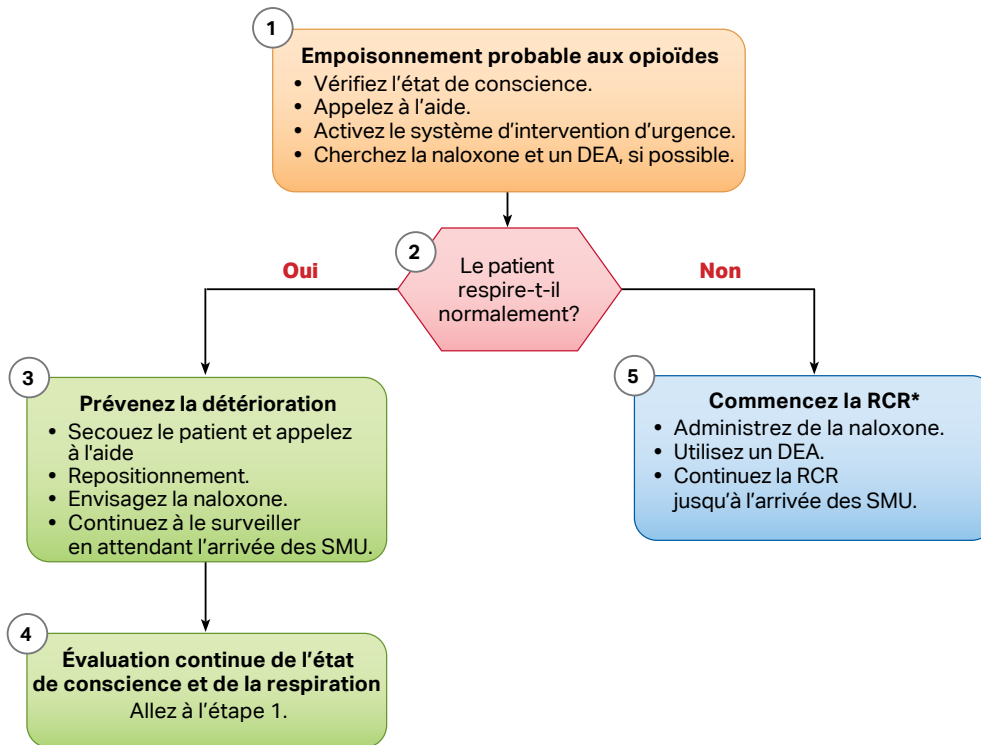 1
Empoisonnement probable aux opioïdes
• Vérifiez l'état de conscience.
• Appelez à l'aide.
• Activez le système d'intervention d'urgence.
• Cherchez la naloxone et un DEA, si possible.
2
Le patient
respire-t-il
normalement?
Oui
Non
3
Prévenez la détérioration
• Secouez le patient et appelez
à l'aide
• Repositionnement.
• Envisagez la naloxone.
• Continuez à le surveiller
en attendant l'arrivée des SMU.
4
Évaluation continue de l'état
de conscience et de la respiration
Allez à l'étape 1.
5
Commencez la RCR*
• Administrez de la naloxone.
• Utilisez un DEA.
• Continuez la RCR
jusqu'à l'arrivée des SMU.